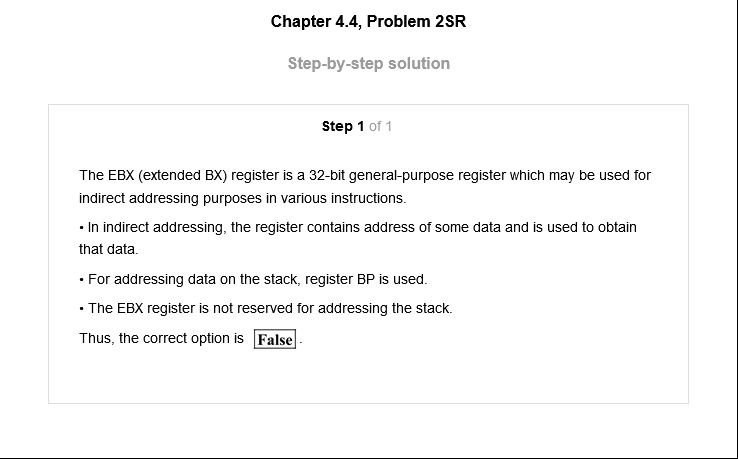 Chapter 4.4, Problem 2SR
Step-by-step solution
Step 1 of 1
The EBX (extended BX) register is a 32-bit general-purpose register which may be used for
indirect addressing purposes in various instructions.
• In indirect addressing, the register contains address of some data and is used to obtain
that data.
• For addressing data on the stack, register BP is used.
• The EBX register is not reserved for addressing the stack.
Thus, the correct option is False.